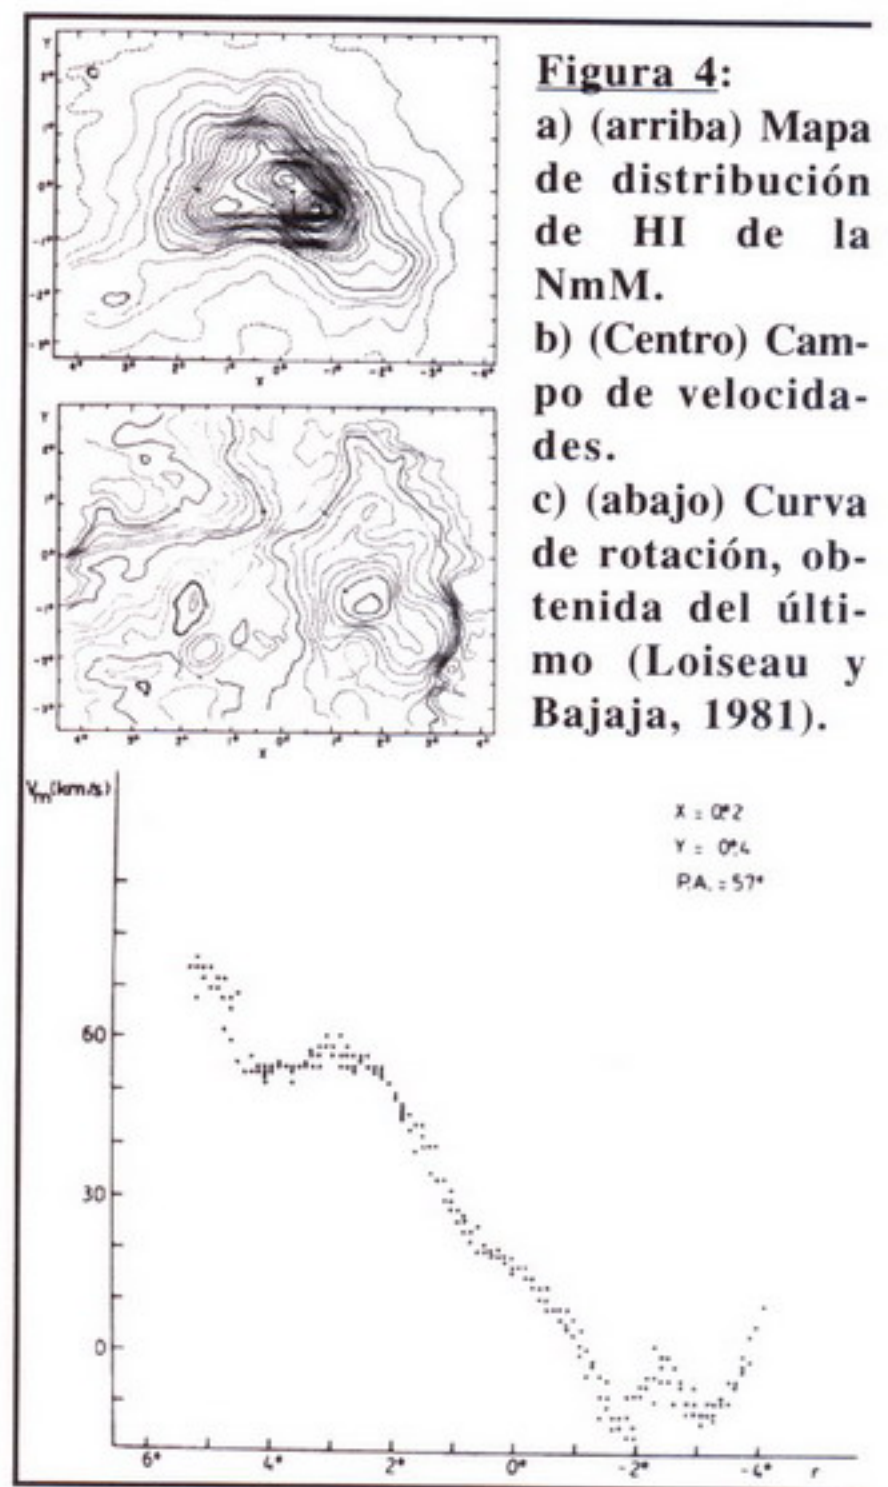 Figura 4:
a) (arriba) Mapa
de distribución
de HI de la
NmM.
b) (Centro) Cam-
po de velocida-
des.
c) (abajo) Curva
de rotación, ob-
tenida del últi-
mo (Loiseau y
Bajaja, 1981).
Vm(km/s)
X = 0°.2
Y = 0°.4
P.A. = 57°
60
30
0
6° 4° 2° 0° -2° -4° r